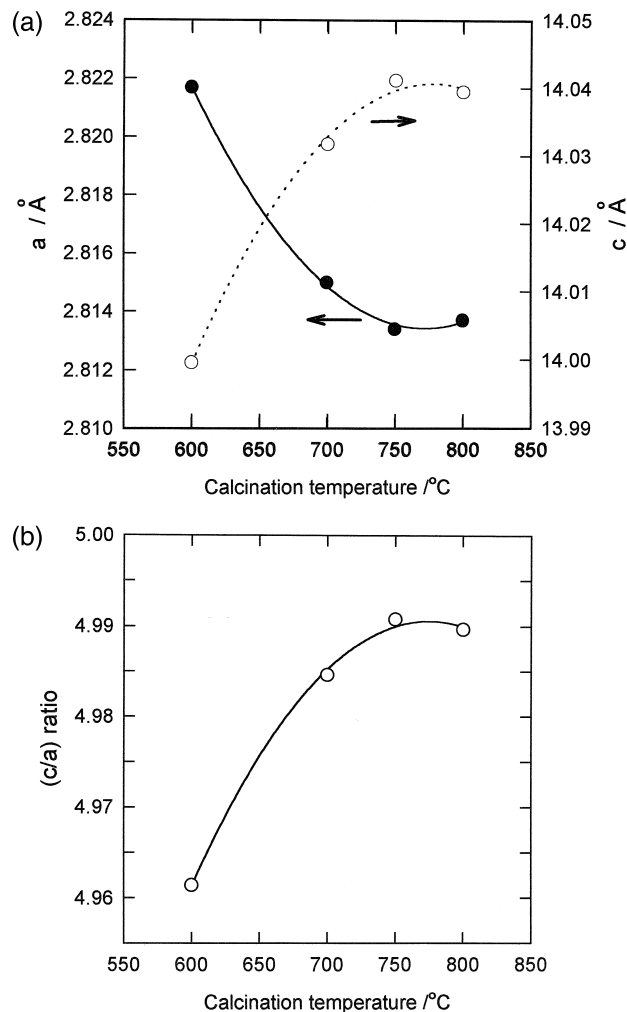 (a)
2.824
2.822
2.820
2.818
2.816
2.814
2.812
2.810
a / Å
14.05
14.04
14.03
14.02
14.01
14.00
13.99
c / Å
550 600 650 700 750 800 850
Calcination temperature /°C
(b)
5.00
4.99
4.98
4.97
4.96
(c/a) ratio
550 600 650 700 750 800 850
Calcination temperature /°C